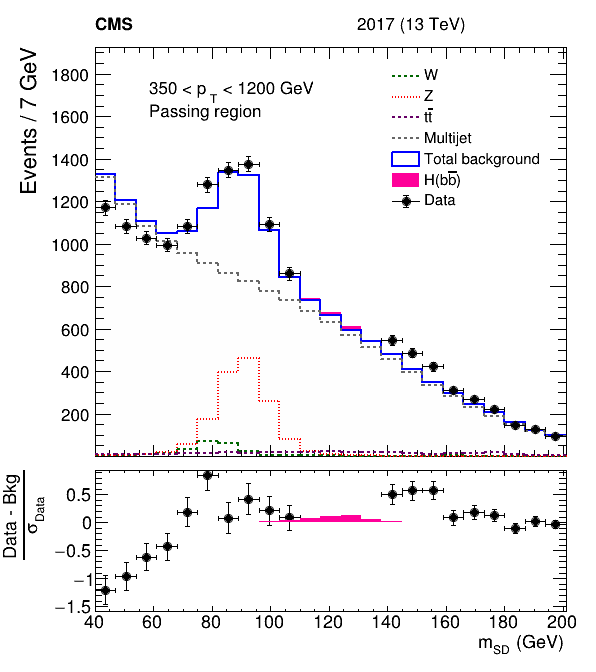 CMS 2017 (13 TeV)
Events / 7 GeV
350 < p_T < 1200 GeV
Passing region
W
Z
tt̅
Multijet
Total background
H(bb̅)
Data
1800
1600
1400
1200
1000
800
600
400
200
Data - Bkg
σ_Data
0.5
0
−0.5
−1
−1.5
40 60 80 100 120 140 160 180 200
m_SD (GeV)